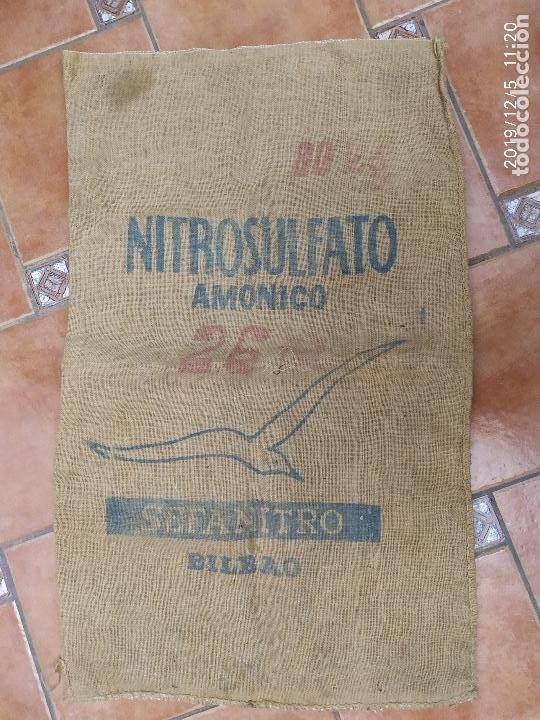 80 kg
NITROSULFATO
AMONICO
26
SEFANITRO
BILBAO
todocoleccion
2019/12/5 11:20